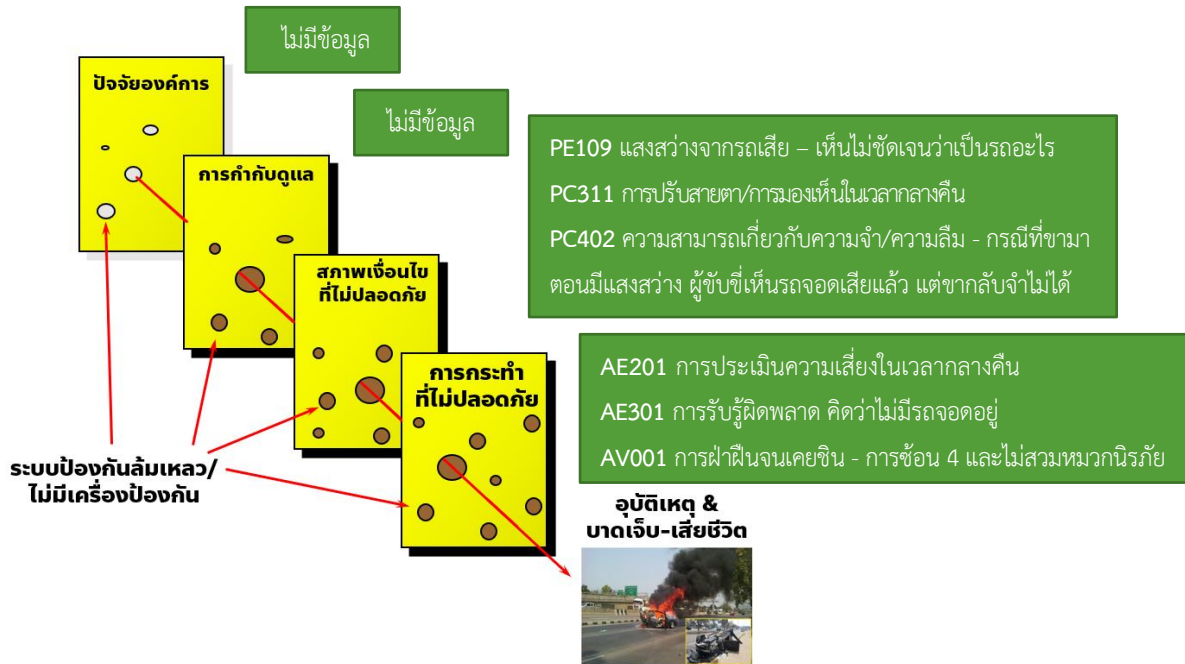 ไม่มีข้อมูล
ปัจจัยองค์การ
ไม่มีข้อมูล
การกำกับดูแล
PE109 แสงสว่างจากรถเสีย – เห็นไม่ชัดเจนว่าเป็นรถอะไร
PC311 การปรับสายตา/การมองเห็นในเวลากลางคืน
PC402 ความสามารถเกี่ยวกับความจำ/ความลืม - กรณีที่ขามา
ตอนมีแสงสว่าง ผู้ขับขี่เห็นรถจอดเสียแล้ว แต่ขากลับจำไม่ได้
สภาพเงื่อนไข
ที่ไม่ปลอดภัย
การกระทำ
ที่ไม่ปลอดภัย
AE201 การประเมินความเสี่ยงในเวลากลางคืน
AE301 การรับรู้ผิดพลาด คิดว่าไม่มีรถจอดอยู่
AV001 การฝ่าฝืนจนเคยชิน - การซ้อน 4 และไม่สวมหมวกนิรภัย
ระบบป้องกันล้มเหลว/
ไม่มีเครื่องป้องกัน
อุบัติเหตุ &
บาดเจ็บ-เสียชีวิต